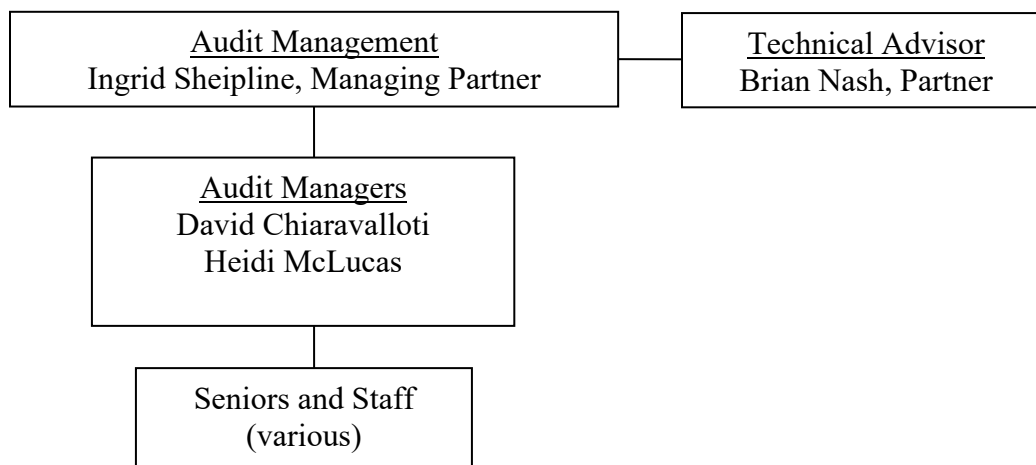 Audit Management
Ingrid Sheipline, Managing Partner
Technical Advisor
Brian Nash, Partner
Audit Managers
David Chiaravalloti
Heidi McLucas
Seniors and Staff
(various)